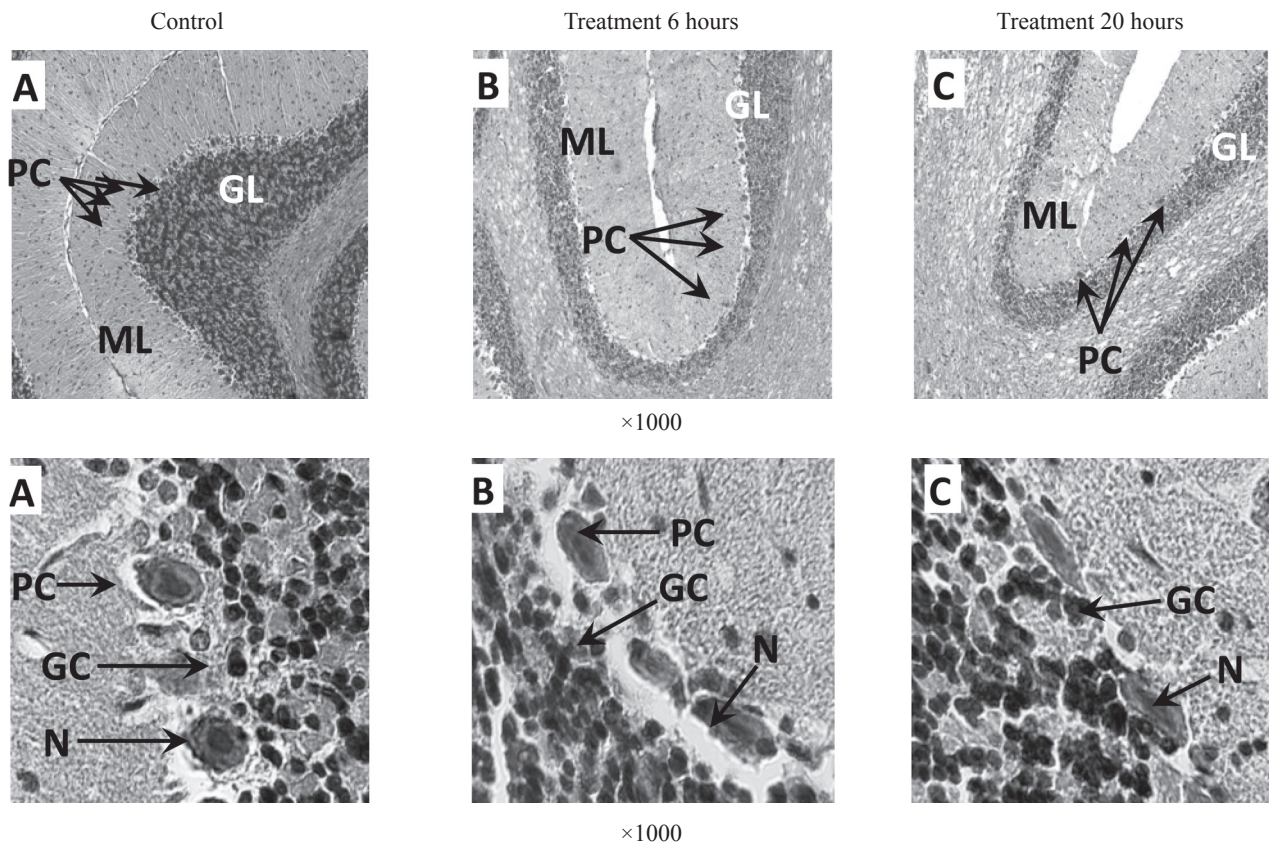 Control
Treatment 6 hours
Treatment 20 hours
A
PC
GL
ML
B
GL
ML
PC
C
GL
ML
PC
×1000
A
PC
GC
N
B
PC
GC
N
C
GC
N
×1000